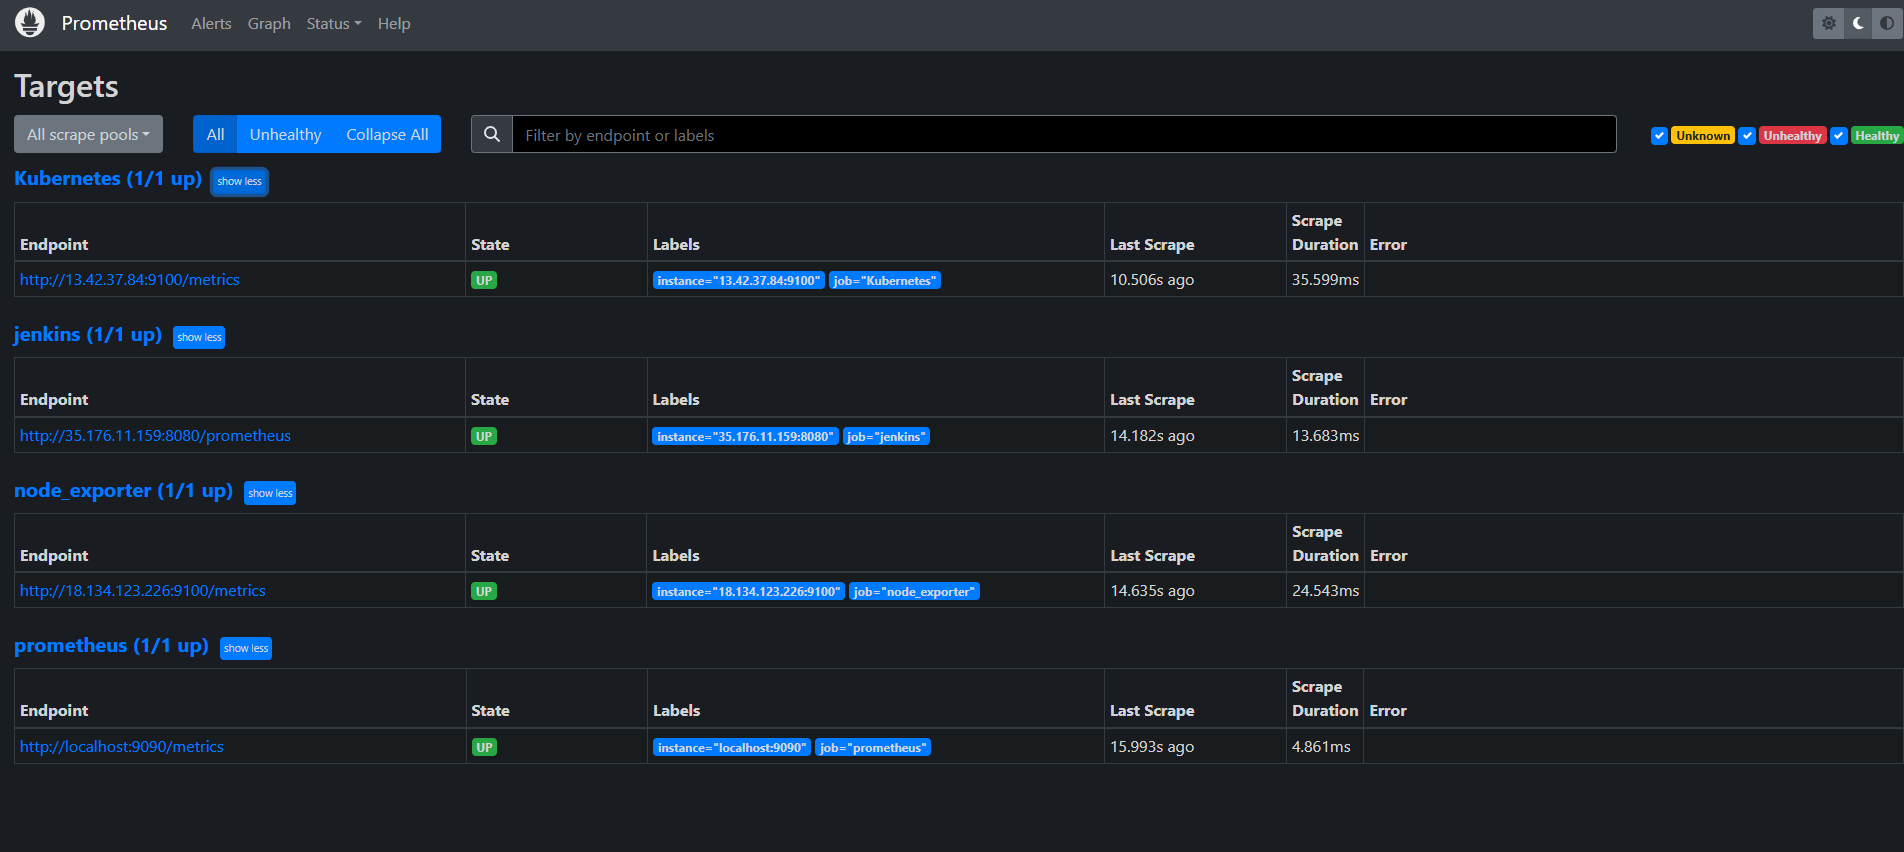 Prometheus Alerts Graph Status Help
Targets
All scrape pools All Unhealthy Collapse All Filter by endpoint or labels Unknown Unhealthy Healthy
Kubernetes (1/1 up) show less
Endpoint State Labels Last Scrape Scrape Duration Error
http://13.42.37.84:9100/metrics UP instance="13.42.37.84:9100" job="Kubernetes" 10.506s ago 35.599ms
jenkins (1/1 up) show less
Endpoint State Labels Last Scrape Scrape Duration Error
http://35.176.11.159:8080/prometheus UP instance="35.176.11.159:8080" job="jenkins" 14.182s ago 13.683ms
node_exporter (1/1 up) show less
Endpoint State Labels Last Scrape Scrape Duration Error
http://18.134.123.226:9100/metrics UP instance="18.134.123.226:9100" job="node_exporter" 14.635s ago 24.543ms
prometheus (1/1 up) show less
Endpoint State Labels Last Scrape Scrape Duration Error
http://localhost:9090/metrics UP instance="localhost:9090" job="prometheus" 15.993s ago 4.861ms